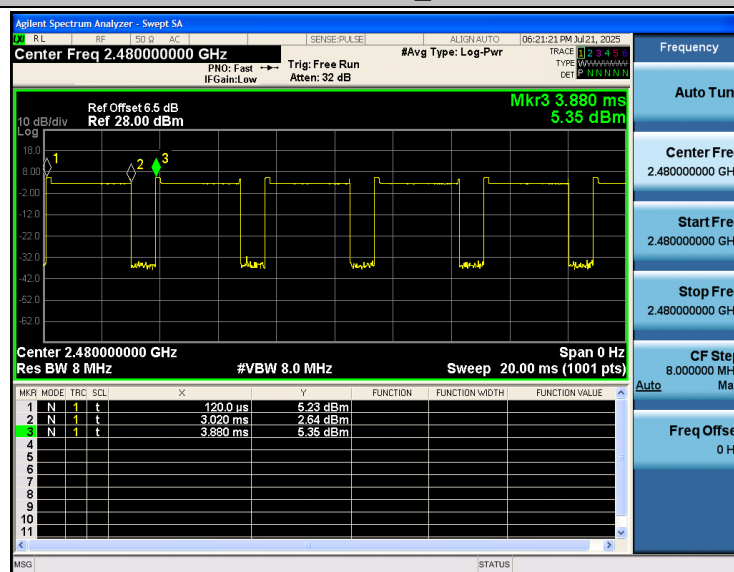 Agilent Spectrum Analyzer - Swept SA
LXI RL RF 50 Ω AC SENSE:PULSE ALIGN AUTO 06:21:21 PM Jul 21, 2025
Center Freq 2.480000000 GHz #Avg Type: Log-Pwr TRACE 1 2 3 4 5 6
PNO: Fast Trig: Free Run TYPE
IFGain:Low Atten: 32 dB DET P N N N N N
Ref Offset 6.5 dB Mkr3 3.880 ms
10 dB/div Ref 28.00 dBm 5.35 dBm
Log
18.0
8.00
-2.00
-12.0
-22.0
-32.0
-42.0
-52.0
-62.0
1
2
3
Center 2.480000000 GHz Span 0 Hz
Res BW 8 MHz #VBW 8.0 MHz Sweep 20.00 ms (1001 pts)
MKR MODE TRC SCL X Y FUNCTION FUNCTION WIDTH FUNCTION VALUE
1 N 1 t 120.0 µs 5.23 dBm
2 N 1 t 3.020 ms 2.64 dBm
3 N 1 t 3.880 ms 5.35 dBm
4
5
6
7
8
9
10
11
MSG STATUS
Frequency
Auto Tun
Center Fre
2.480000000 GH
Start Fre
2.480000000 GH
Stop Fre
2.480000000 GH
CF Ste
8.000000 MH
Auto Ma
Freq Offse
0 H